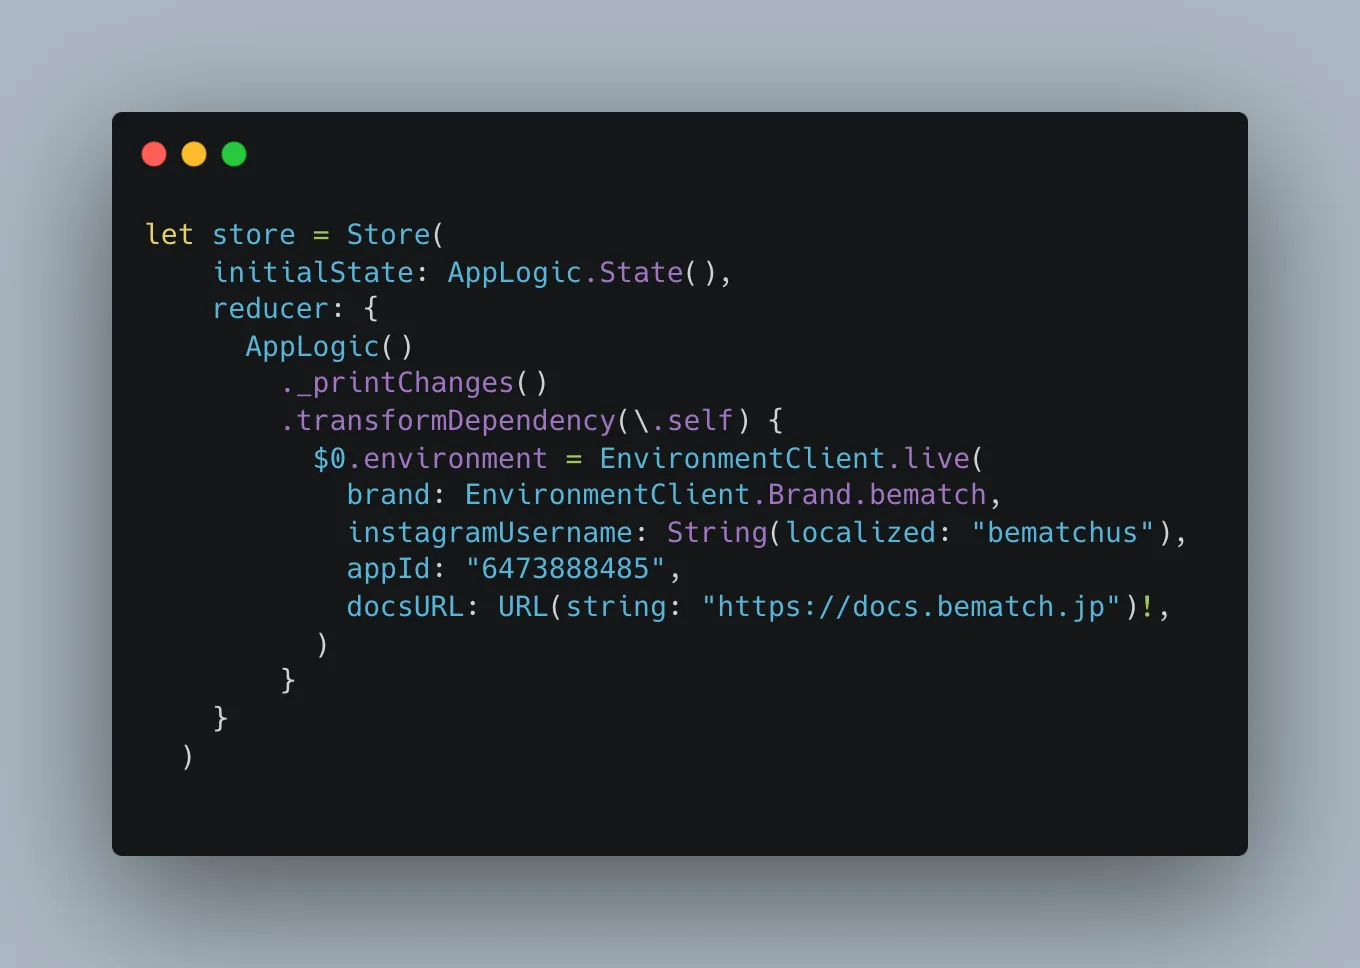 let store = Store(
    initialState: AppLogic.State(),
    reducer: {
      AppLogic()
        ._printChanges()
        .transformDependency(\.self) {
          $0.environment = EnvironmentClient.live(
            brand: EnvironmentClient.Brand.bematch,
            instagramUsername: String(localized: "bematchus"),
            appId: "6473888485",
            docsURL: URL(string: "https://docs.bematch.jp")!,
          )
        }
    }
  )